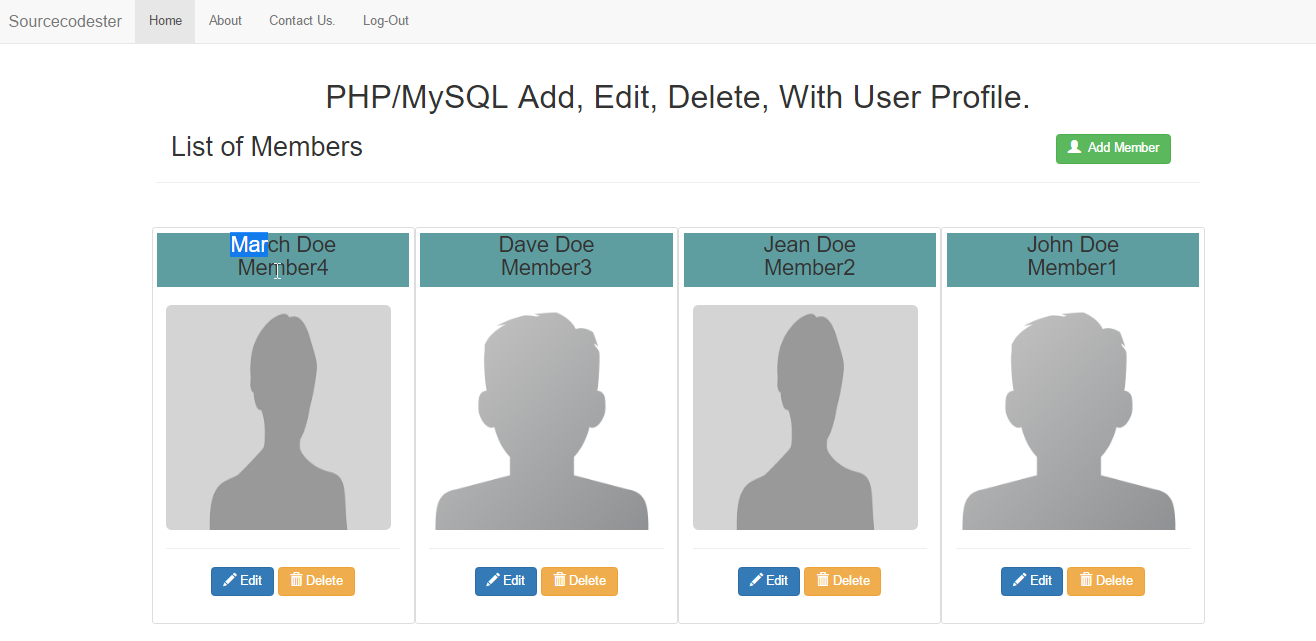 Sourcecodester Home About Contact Us. Log-Out
PHP/MySQL Add, Edit, Delete, With User Profile.
List of Members
Add Member
March Doe
Member4
Edit Delete
Dave Doe
Member3
Edit Delete
Jean Doe
Member2
Edit Delete
John Doe
Member1
Edit Delete